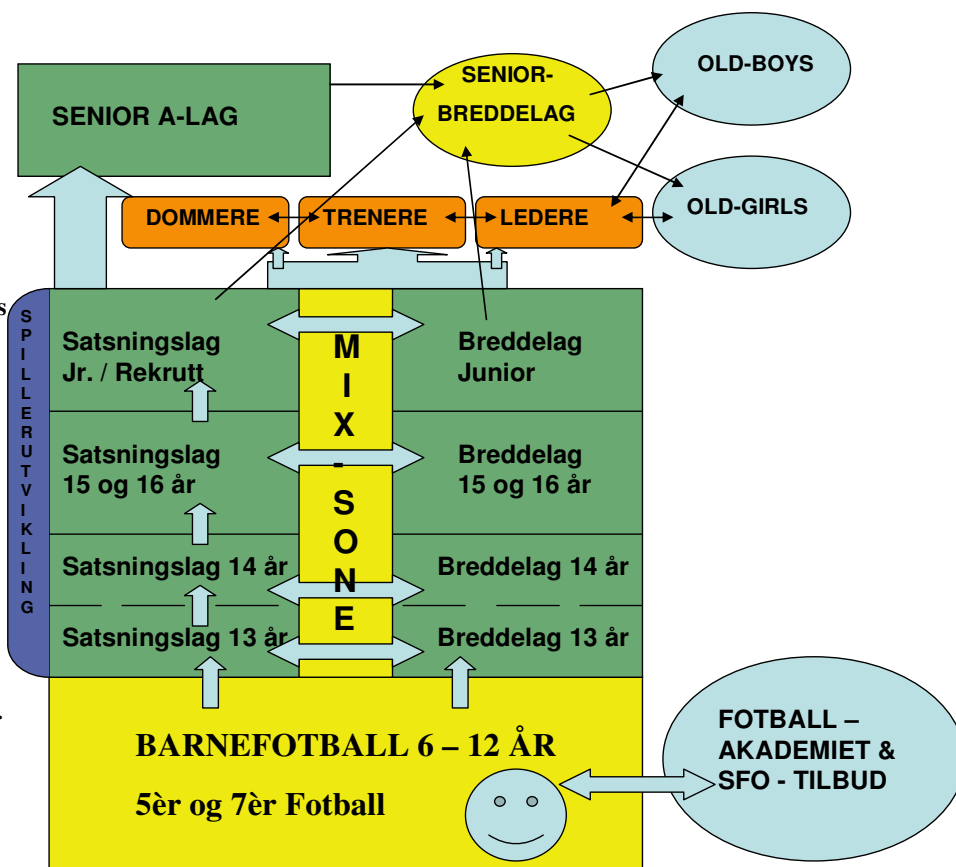 OLD-BOYS
SENIOR-
BREDDELAG
SENIOR A-LAG
OLD-GIRLS
DOMMERE
TRENERE
LEDERE
s
SPILLERUTVIKLING
MIX-SONE
Satsningslag
Jr. / Rekrutt
Breddelag
Junior
Satsningslag
15 og 16 år
Breddelag
15 og 16 år
Satsningslag 14 år
Breddelag 14 år
Satsningslag 13 år
Breddelag 13 år
.
BARNEFOTBALL 6 – 12 ÅR
5èr og 7èr Fotball
FOTBALL –
AKADEMIET &
SFO - TILBUD